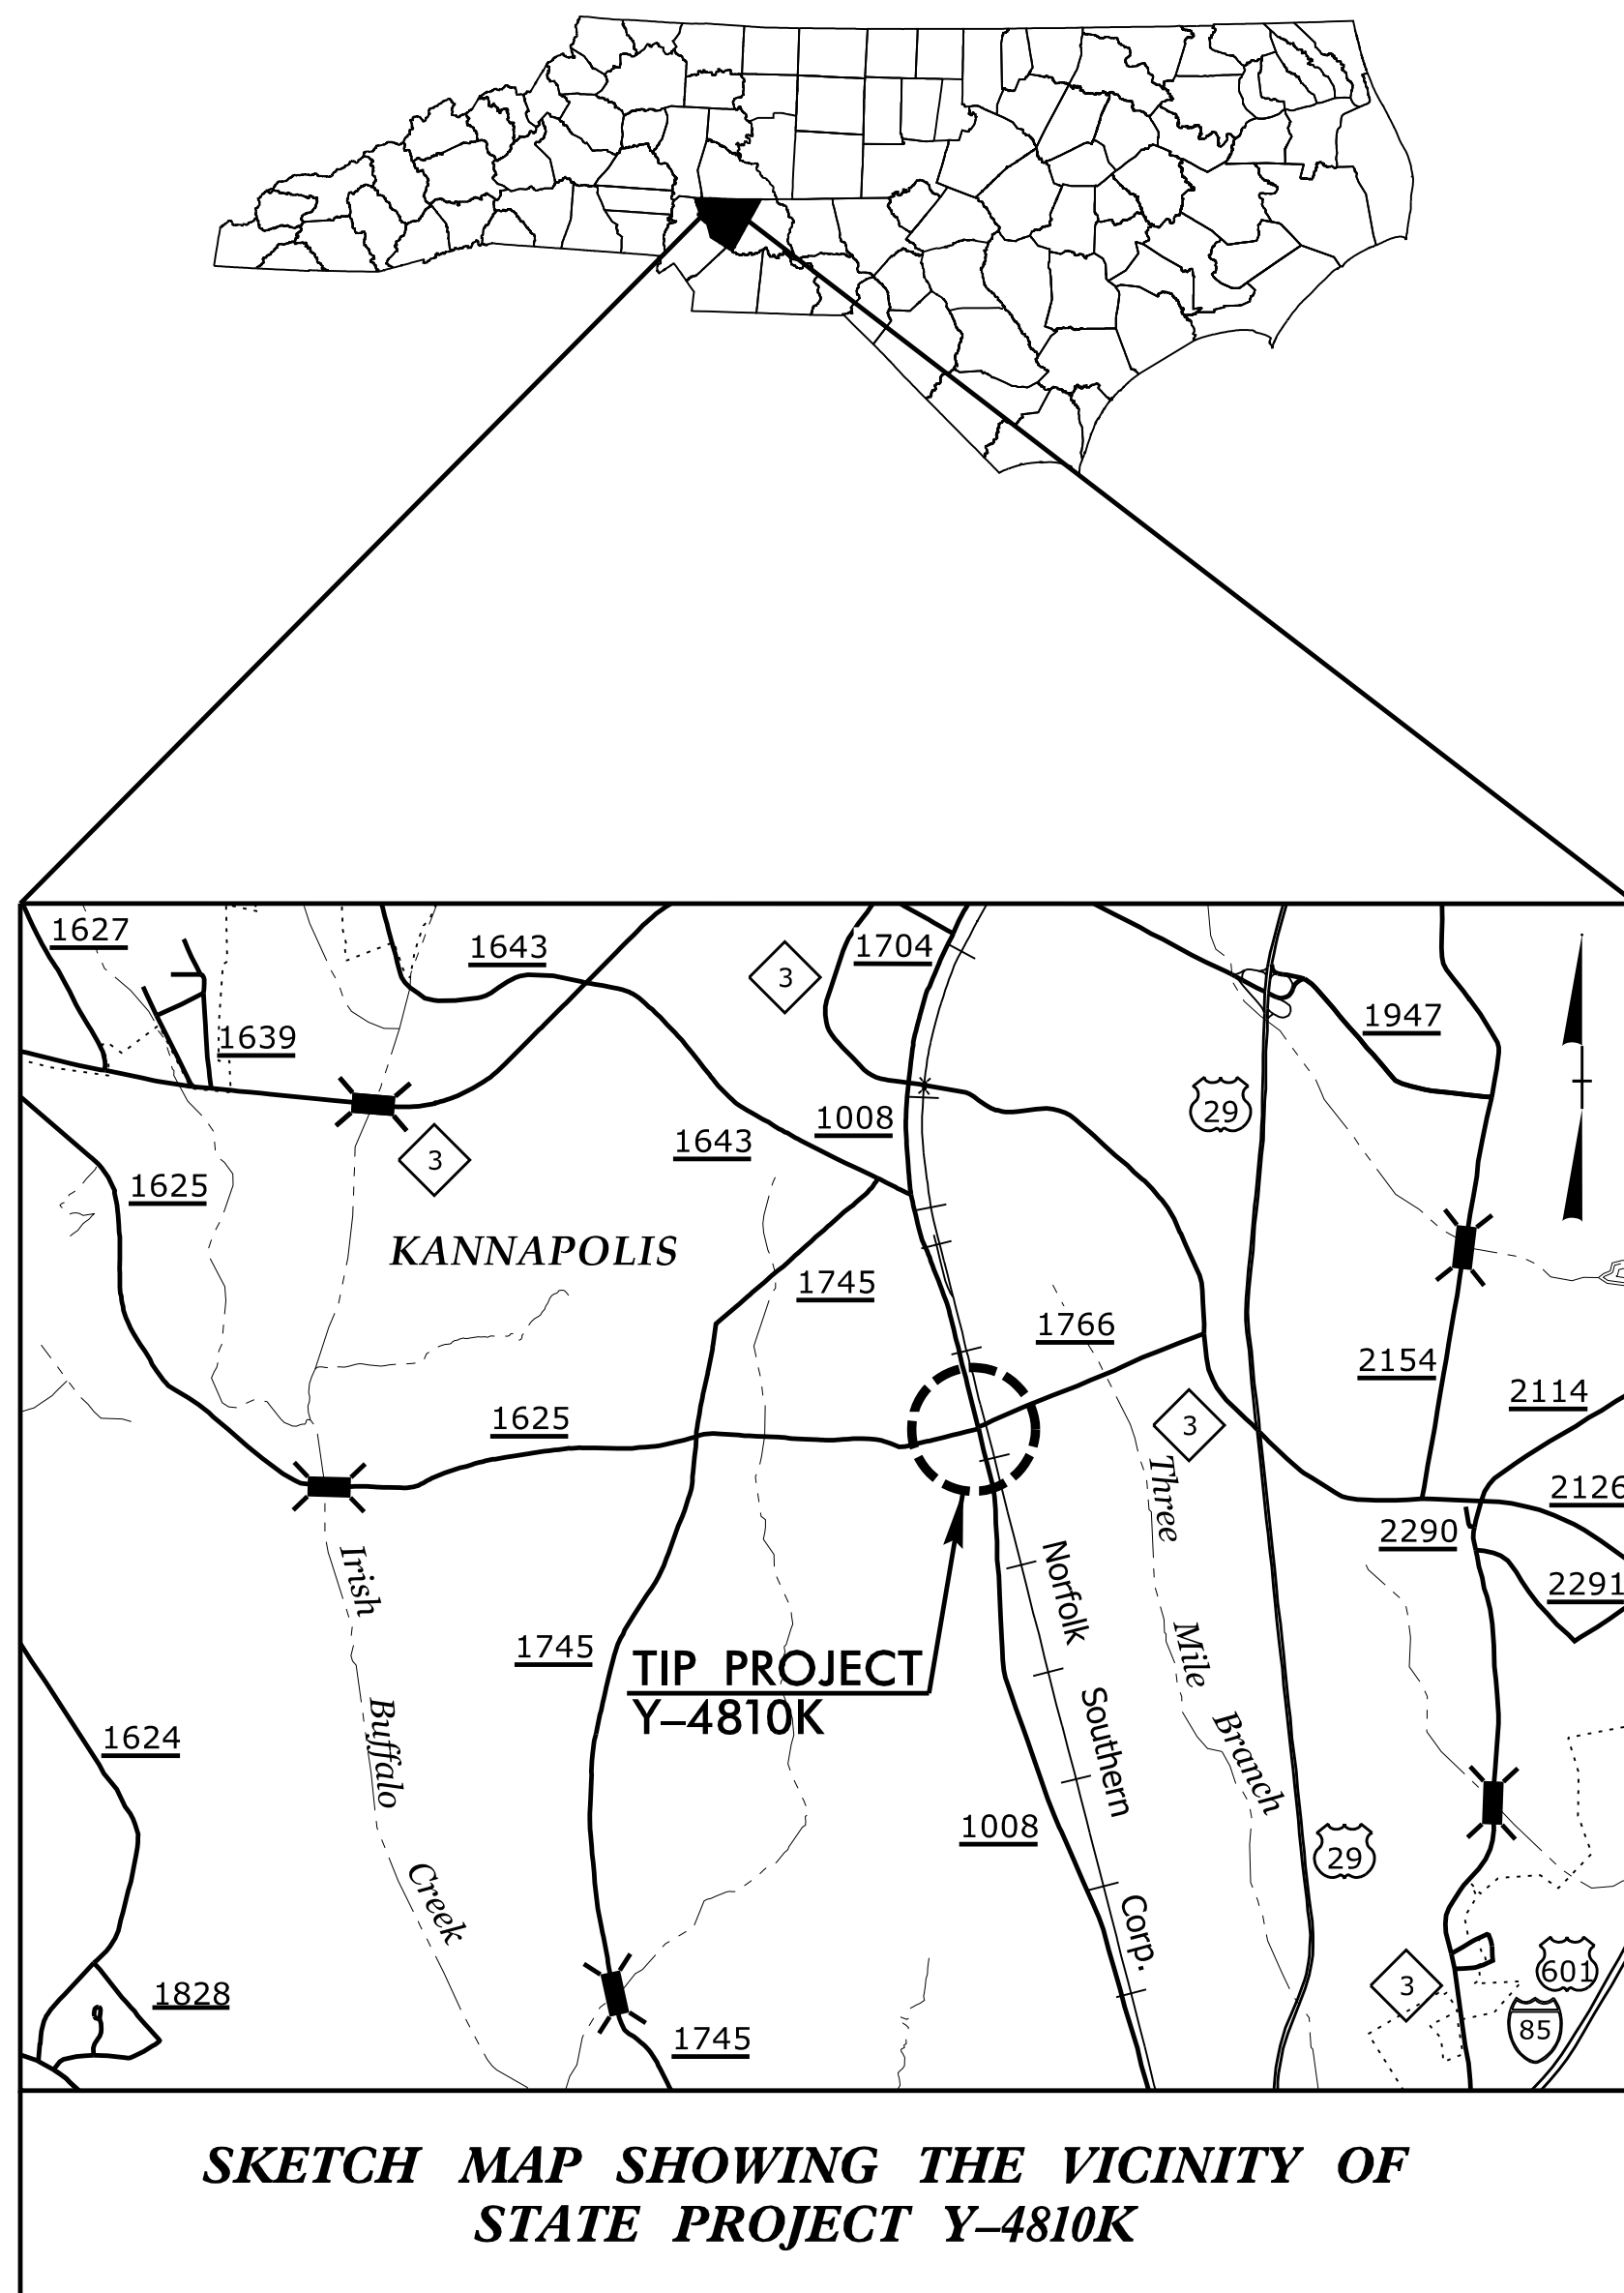 1627
1643
3
1704
1947
1639
29
1008
1643
3
1625
KANNAPOLIS
1745
1766
2154
2114
1625
3
Three
Mile
Branch
2126
2290
2291
Irish
Buffalo
Creek
Norfolk
Southern
Corp.
1745
TIP PROJECT
Y–4810K
1624
1008
29
601
3
85
1828
1745
SKETCH MAP SHOWING THE VICINITY OF
STATE PROJECT Y–4810K